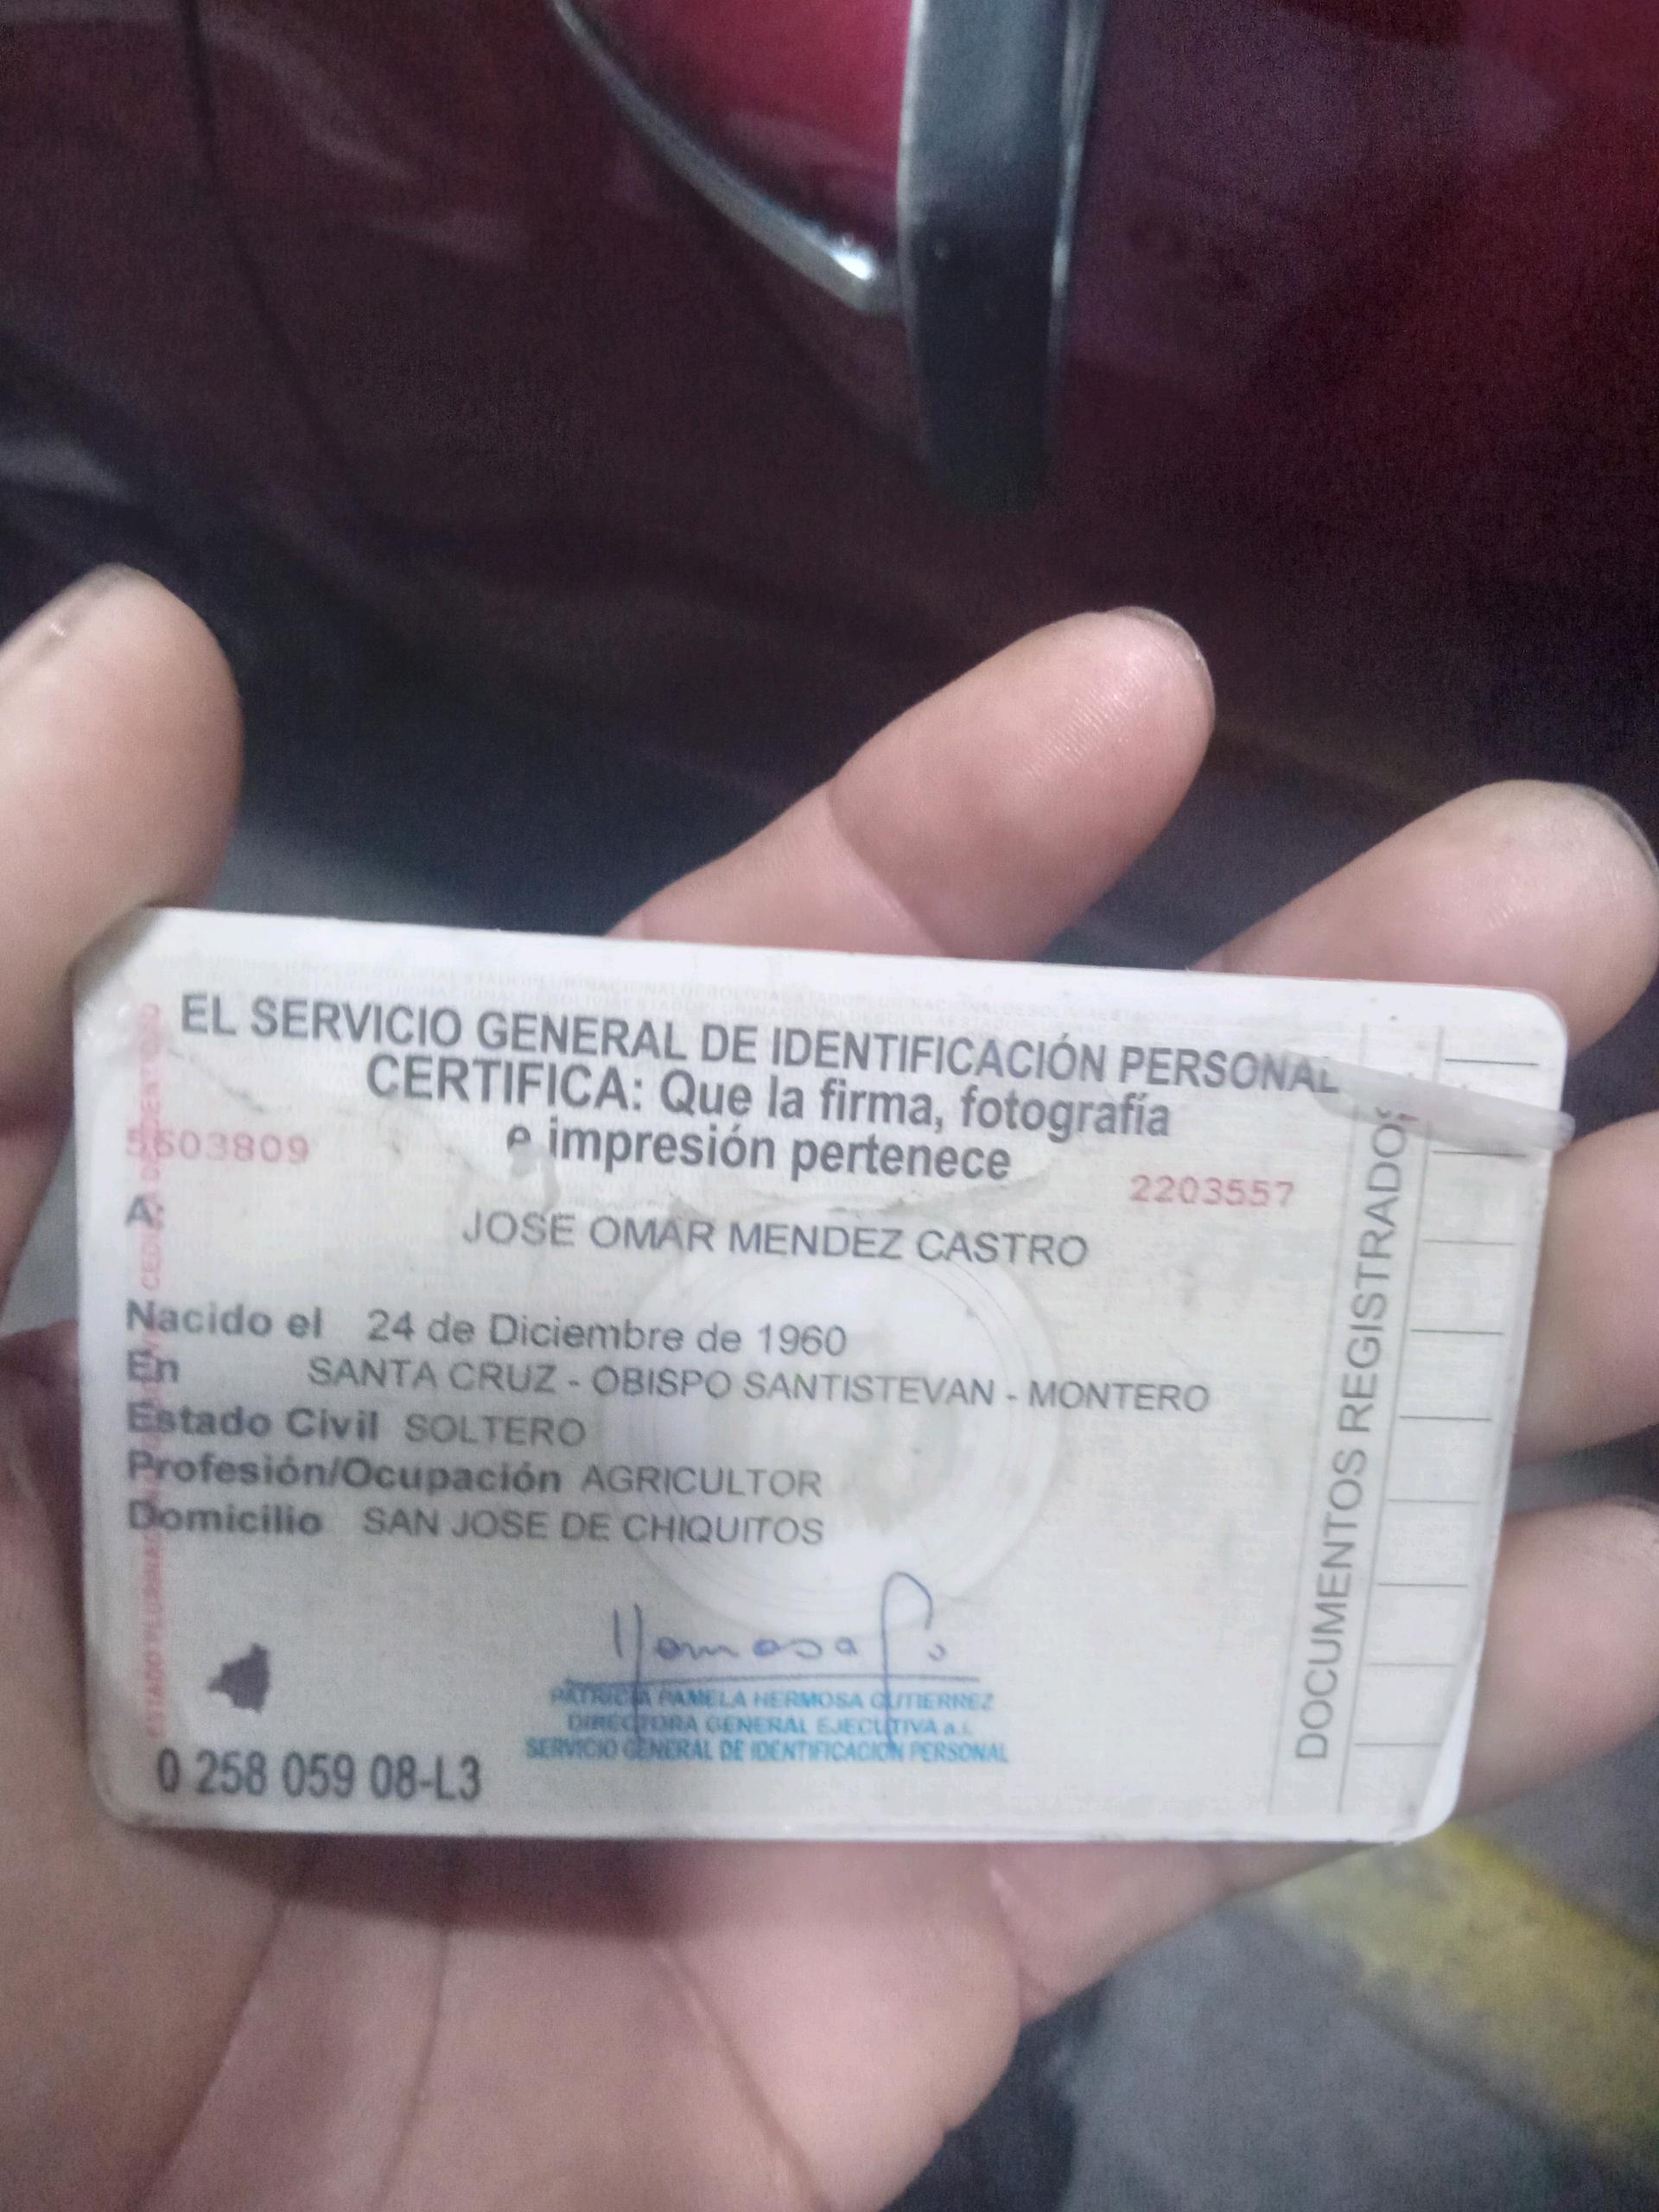 EL SERVICIO GENERAL DE IDENTIFICACIÓN PERSONAL
CERTIFICA: Que la firma, fotografía
e impresión pertenece
5603809
2203557
A:
JOSE OMAR MENDEZ CASTRO
Nacido el 24 de Diciembre de 1960
En SANTA CRUZ - OBISPO SANTISTEVAN - MONTERO
Estado Civil SOLTERO
Profesión/Ocupación AGRICULTOR
Domicilio SAN JOSE DE CHIQUITOS
Hermosa
PATRICIA PAMELA HERMOSA GUTIERREZ
DIRECTORA GENERAL EJECUTIVA a.i.
SERVICIO GENERAL DE IDENTIFICACIÓN PERSONAL
0 258 059 08-L3
DOCUMENTOS REGISTRADOS